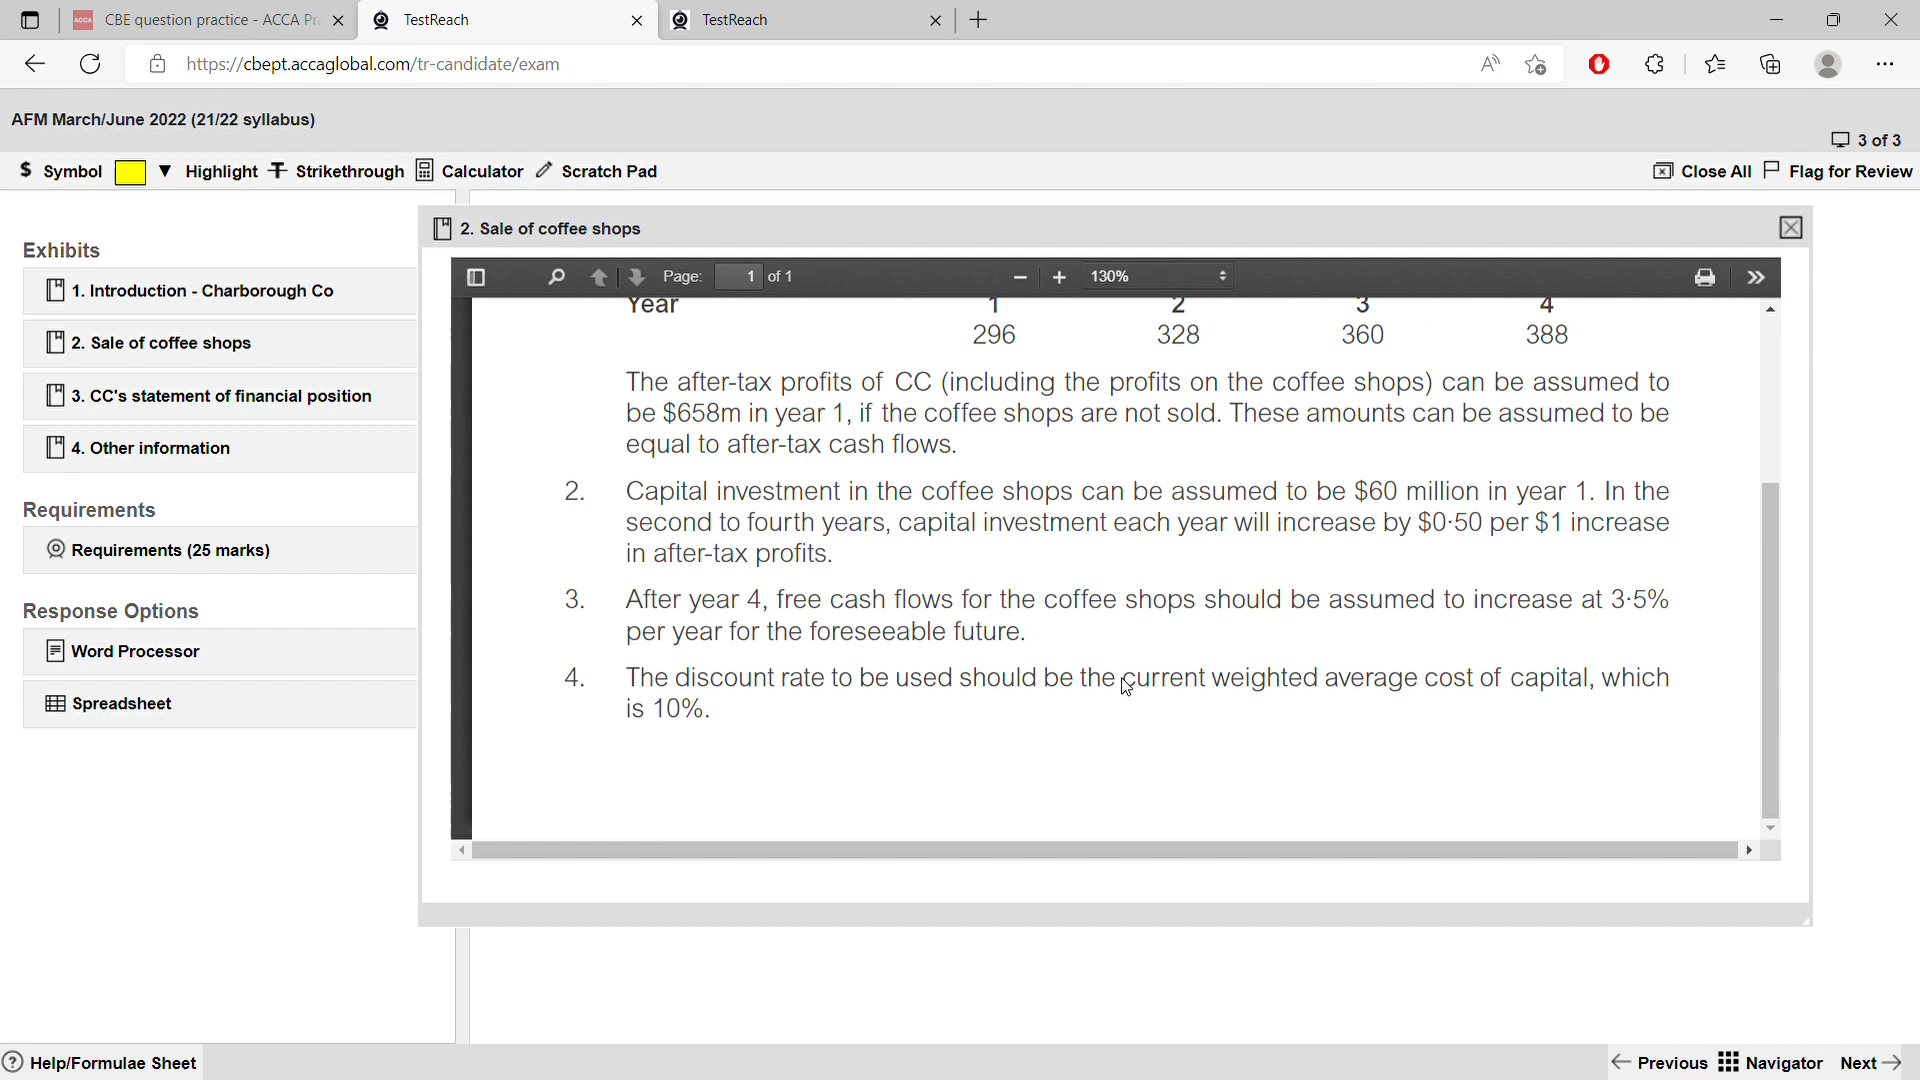 CBE question practice - ACCA Pr
TestReach
TestReach
https://cbept.accaglobal.com/tr-candidate/exam
AFM March/June 2022 (21/22 syllabus)
3 of 3
$ Symbol Highlight Strikethrough Calculator Scratch Pad Close All Flag for Review
2. Sale of coffee shops
Page: 1 of 1 130%
Exhibits
1. Introduction - Charborough Co
2. Sale of coffee shops
3. CC's statement of financial position
4. Other information
Requirements
Requirements (25 marks)
Response Options
Word Processor
Spreadsheet
Year 1 2 3 4
296 328 360 388
The after-tax profits of CC (including the profits on the coffee shops) can be assumed to
be $658m in year 1, if the coffee shops are not sold. These amounts can be assumed to be
equal to after-tax cash flows.
2. Capital investment in the coffee shops can be assumed to be $60 million in year 1. In the
second to fourth years, capital investment each year will increase by $0·50 per $1 increase
in after-tax profits.
3. After year 4, free cash flows for the coffee shops should be assumed to increase at 3·5%
per year for the foreseeable future.
4. The discount rate to be used should be the current weighted average cost of capital, which
is 10%.
Help/Formulae Sheet
Previous Navigator Next